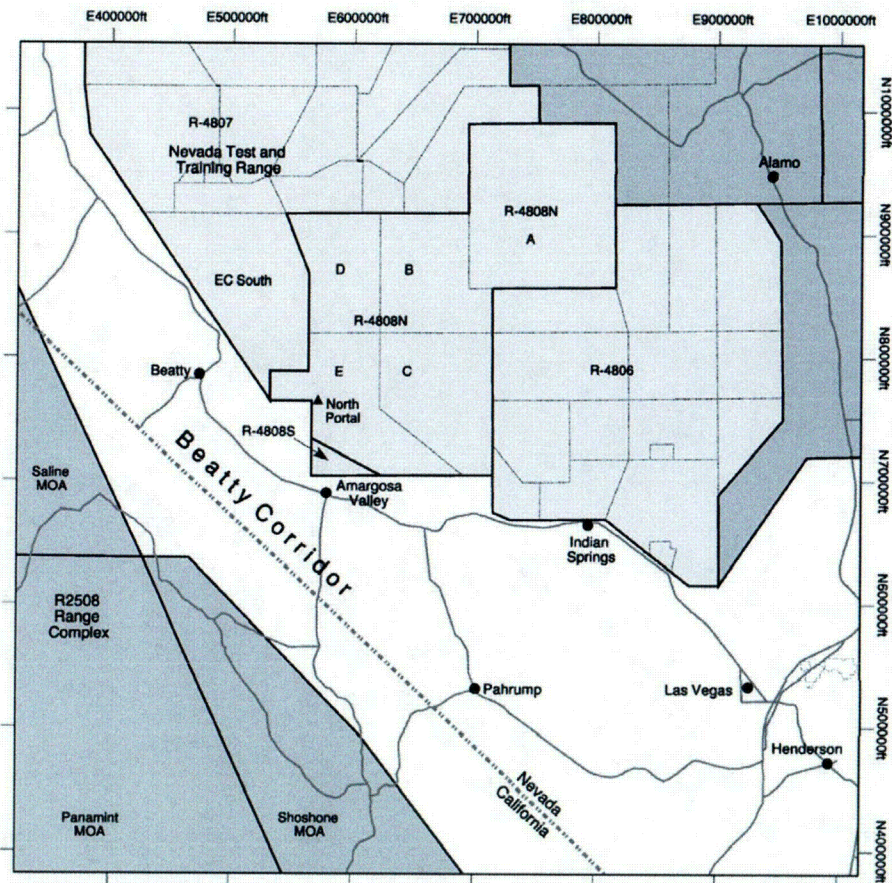 E400000ft
E500000ft
E600000ft
E700000ft
E800000ft
E900000ft
E1000000ft
N1000000ft
N900000ft
N800000ft
N700000ft
N600000ft
N500000ft
N400000ft
R-4807
Nevada Test and
Training Range
Alamo
R-4808N
A
EC South
D
B
R-4808N
Beatty
E
C
R-4806
North
Portal
R-4808S
Saline
MOA
Amargosa
Valley
Beatty Corridor
Indian
Springs
R2508
Range
Complex
Pahrump
Las Vegas
Henderson
Nevada
California
Panamint
MOA
Shoshone
MOA